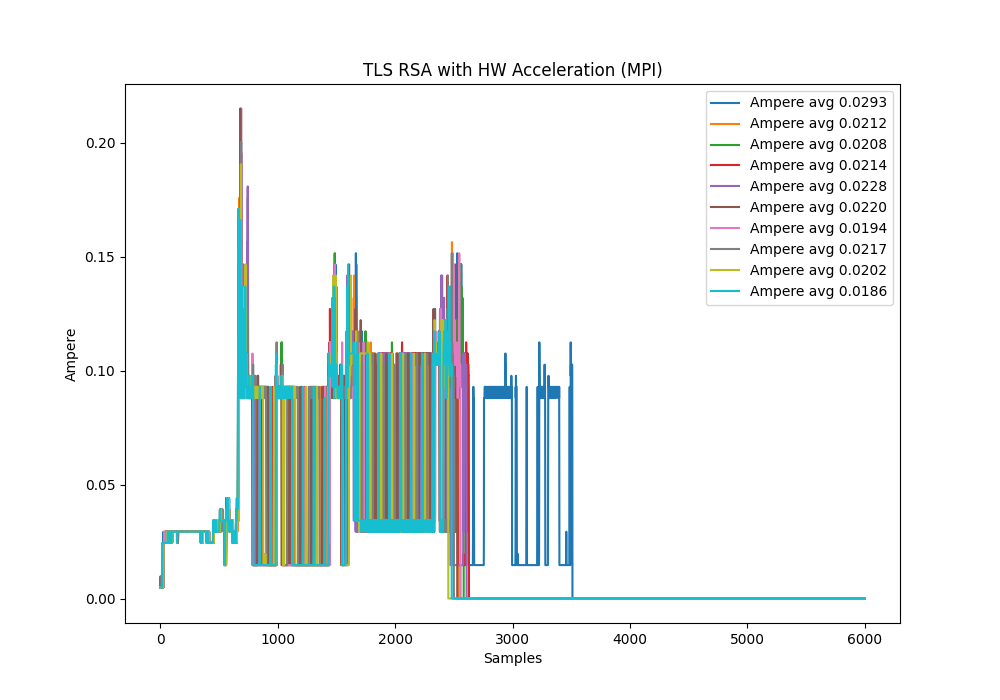 TLS RSA with HW Acceleration (MPI)
Ampere avg 0.0293
Ampere avg 0.0212
Ampere avg 0.0208
Ampere avg 0.0214
Ampere avg 0.0228
Ampere avg 0.0220
Ampere avg 0.0194
Ampere avg 0.0217
Ampere avg 0.0202
Ampere avg 0.0186
0.20
0.15
0.10
0.05
0.00
Ampere
0 1000 2000 3000 4000 5000 6000
Samples